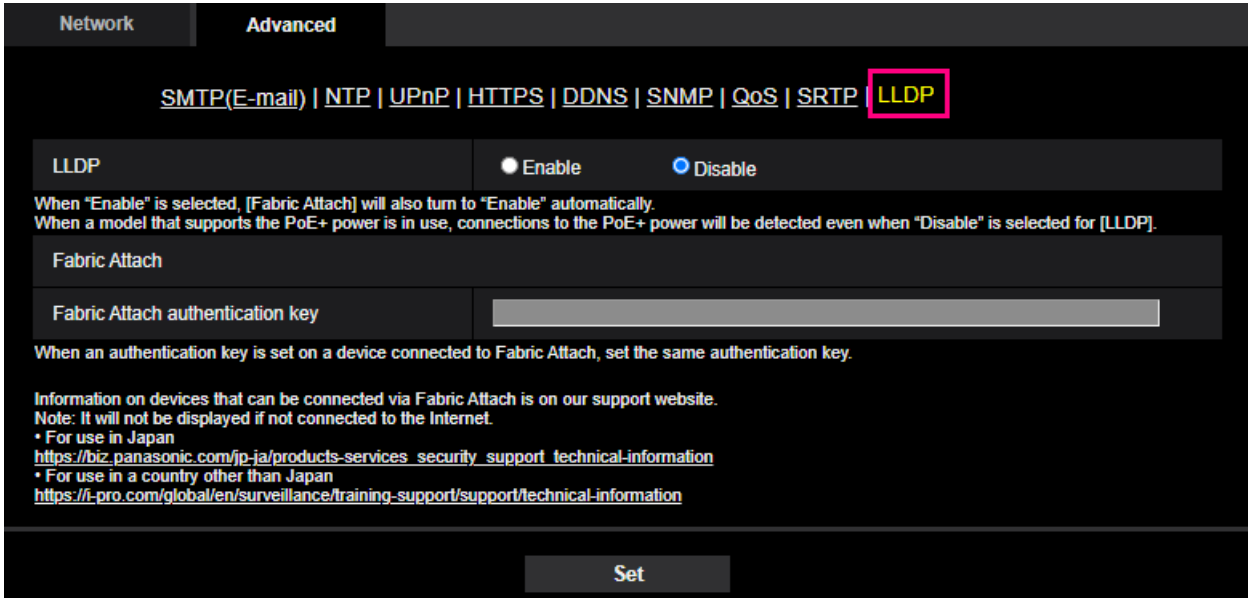 Network Advanced
SMTP(E-mail) | NTP | UPnP | HTTPS | DDNS | SNMP | QoS | SRTP | LLDP
LLDP Enable Disable
When “Enable” is selected, [Fabric Attach] will also turn to “Enable” automatically.
When a model that supports the PoE+ power is in use, connections to the PoE+ power will be detected even when “Disable” is selected for [LLDP].
Fabric Attach
Fabric Attach authentication key
When an authentication key is set on a device connected to Fabric Attach, set the same authentication key.
Information on devices that can be connected via Fabric Attach is on our support website.
Note: It will not be displayed if not connected to the Internet.
• For use in Japan
https://biz.panasonic.com/jp-ja/products-services_security_support_technical-information
• For use in a country other than Japan
https://i-pro.com/global/en/surveillance/training-support/support/technical-information
Set